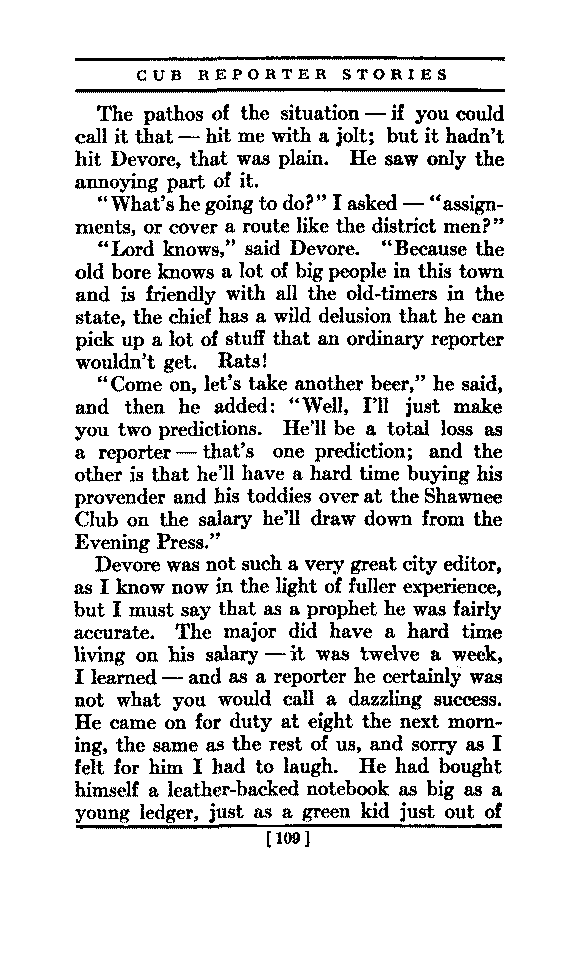 CUB REPORTER STORIES
The pathos of the situation — if you could
call it that — hit me with a jolt; but it hadn't
hit Devore, that was plain. He saw only the
annoying part of it.
"What's he going to do?" I asked — "assign-
ments, or cover a route like the district men?"
"Lord knows," said Devore. "Because the
old bore knows a lot of big people in this town
and is friendly with all the old-timers in the
state, the chief has a wild delusion that he can
pick up a lot of stuff that an ordinary reporter
wouldn't get. Rats!
"Come on, let's take another beer," he said,
and then he added: "Well, I'll just make
you two predictions. He'll be a total loss as
a reporter — that's one prediction; and the
other is that he'll have a hard time buying his
provender and his toddies over at the Shawnee
Club on the salary he'll draw down from the
Evening Press."
Devore was not such a very great city editor,
as I know now in the light of fuller experience,
but I must say that as a prophet he was fairly
accurate. The major did have a hard time
living on his salary — it was twelve a week,
I learned — and as a reporter he certainly was
not what you would call a dazzling success.
He came on for duty at eight the next morn-
ing, the same as the rest of us, and sorry as I
felt for him I had to laugh. He had bought
himself a leather-backed notebook as big as a
young ledger, just as a green kid just out of
[109]